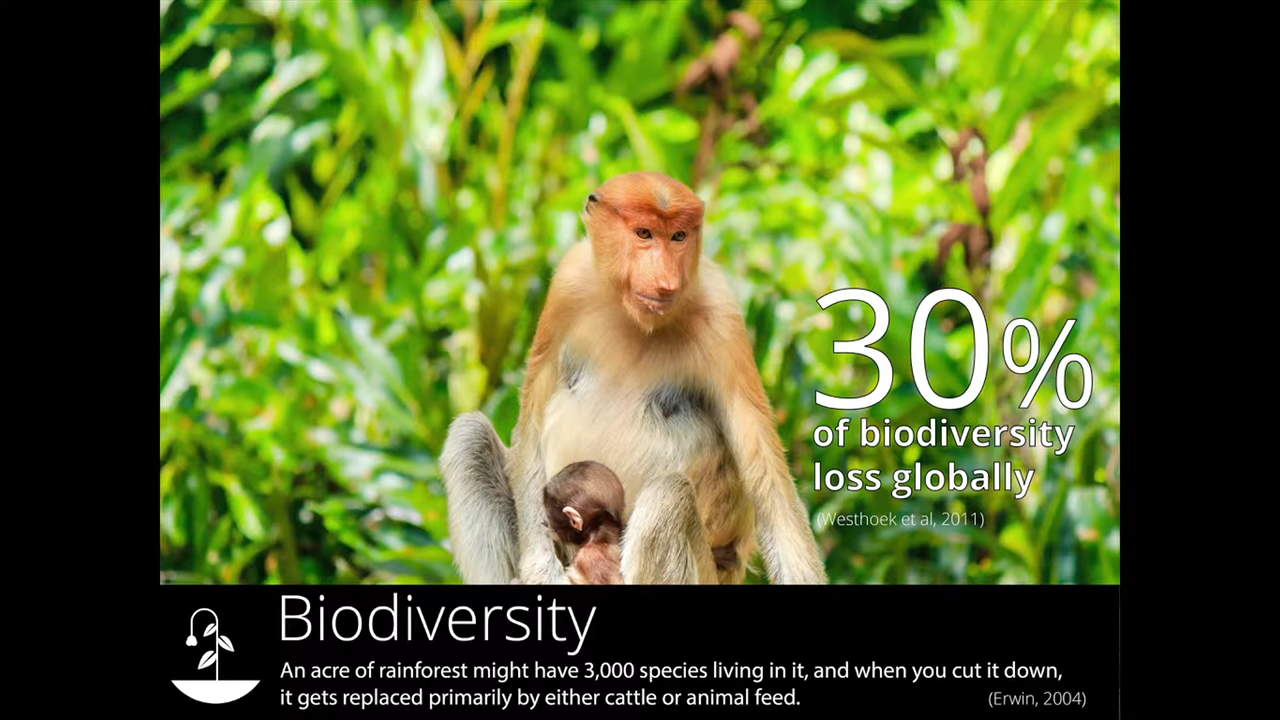 30%
of biodiversity
loss globally
(Westhoek et al, 2011)
Biodiversity
An acre of rainforest might have 3,000 species living in it, and when you cut it down,
it gets replaced primarily by either cattle or animal feed.
(Erwin, 2004)